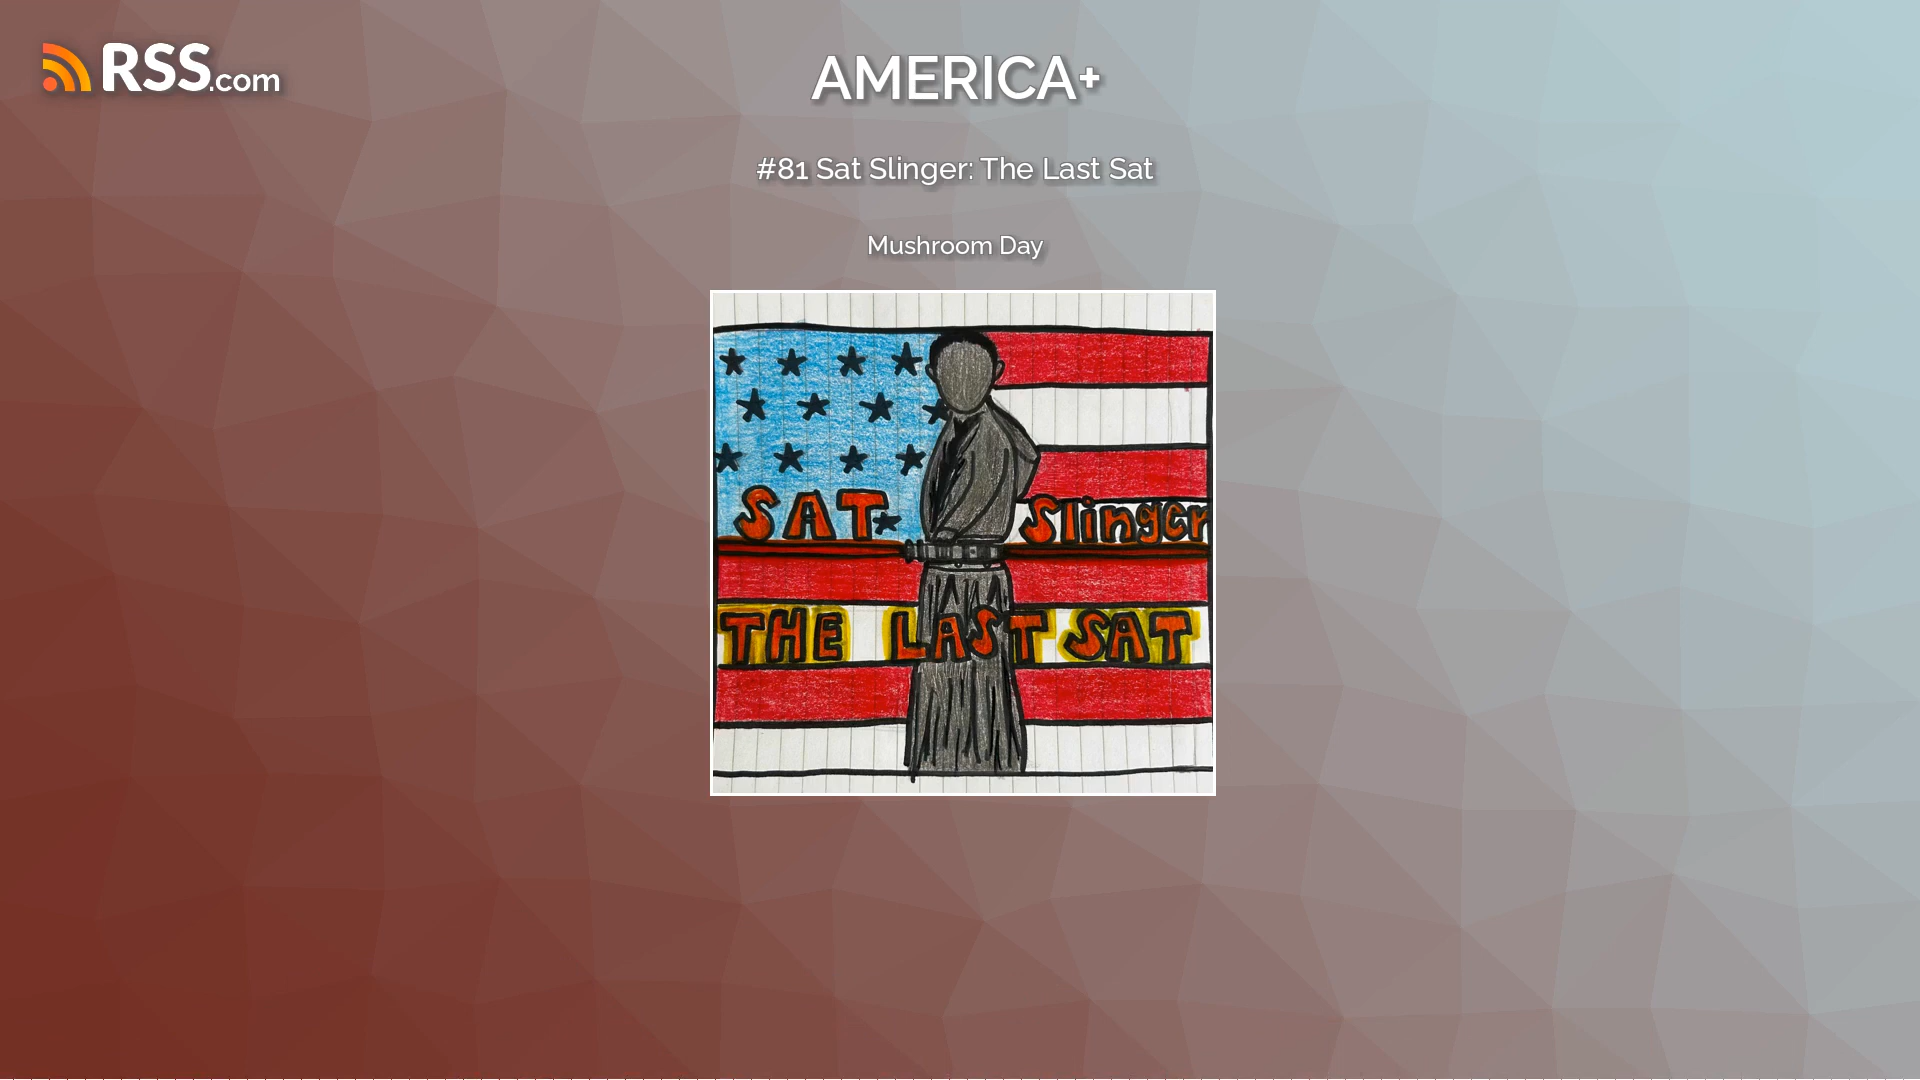 RSS.com
AMERICA+
#81 Sat Slinger: The Last Sat
Mushroom Day
SAT Slinger
THE LAST SAT